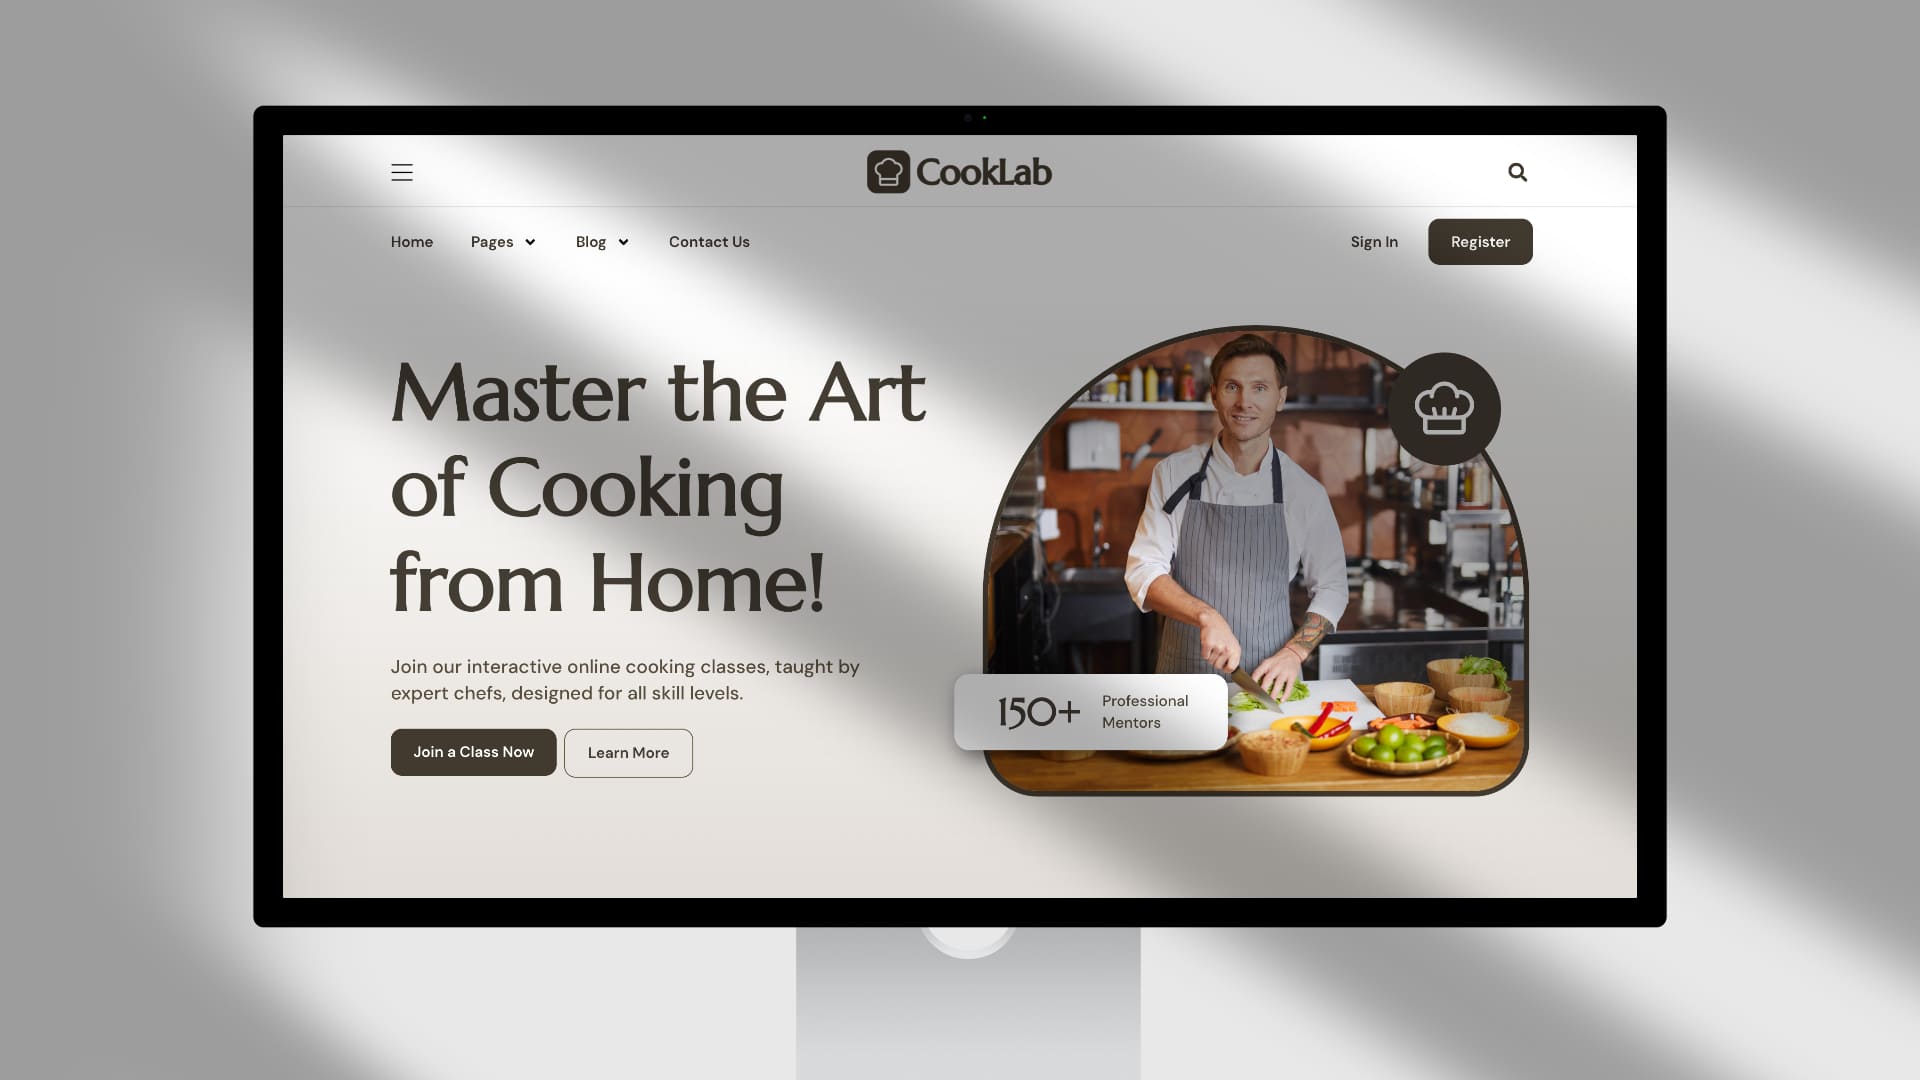 CookLab
Home Pages Blog Contact Us Sign In Register
Master the Art
of Cooking
from Home!
Join our interactive online cooking classes, taught by
expert chefs, designed for all skill levels.
Join a Class Now Learn More
150+ Professional
Mentors